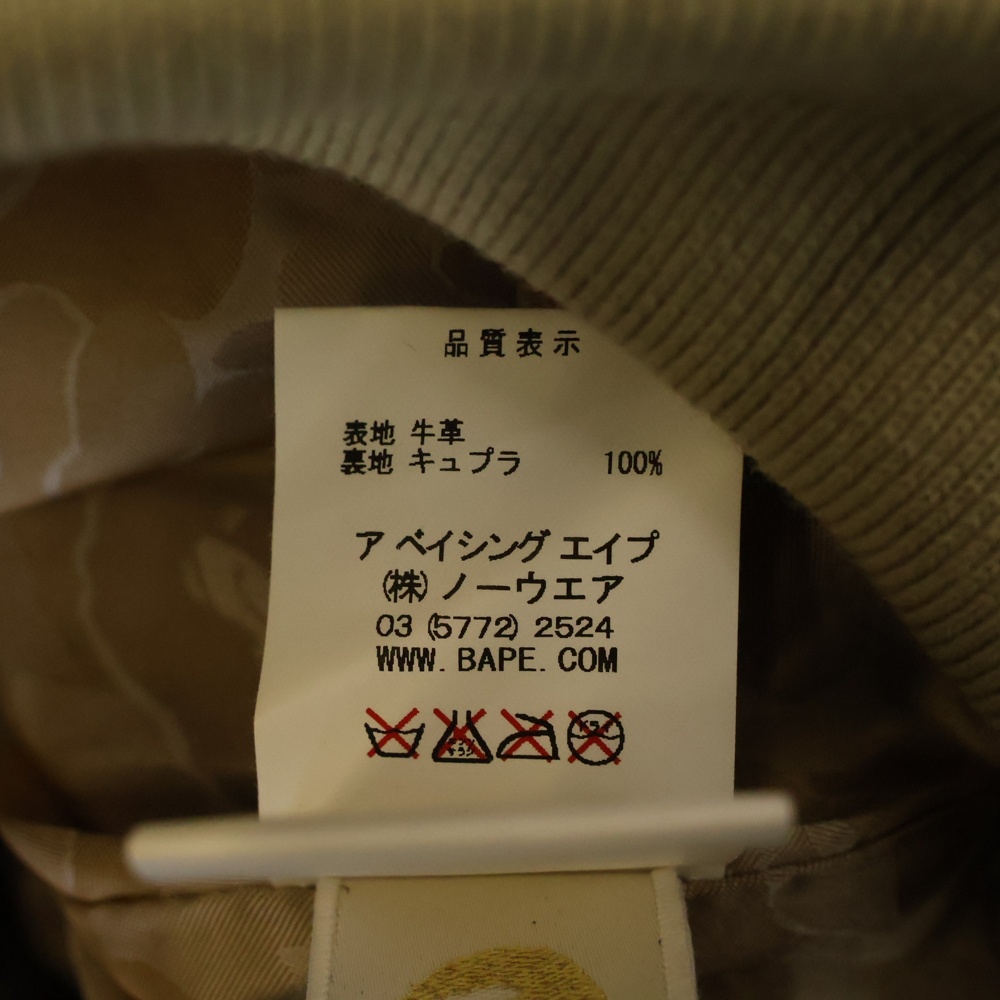 品質表示
表地 牛革
裏地 キュプラ 100%
ア ベイシング エイプ
(株) ノーウエア
03 (5772) 2524
WWW. BAPE. COM